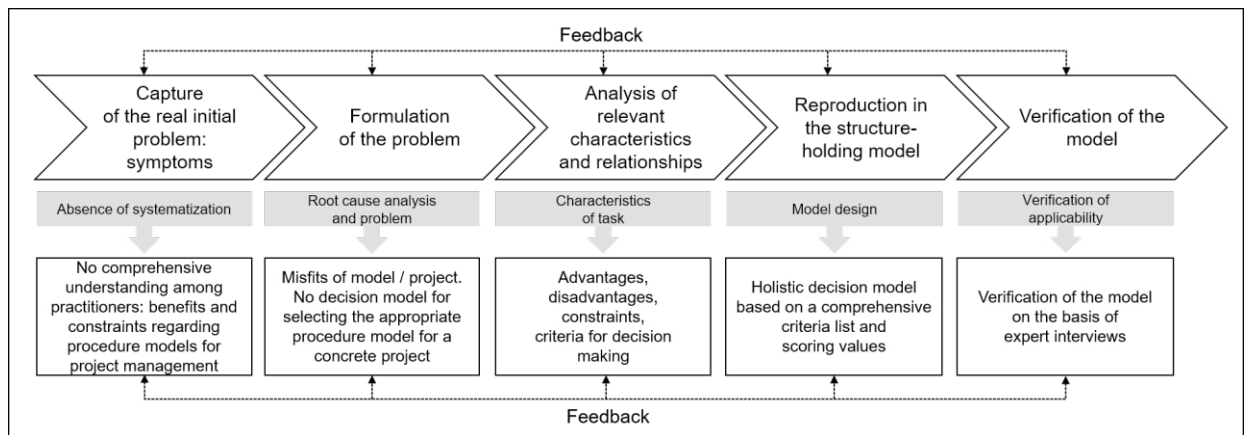 Feedback
Capture
of the real initial
problem:
symptoms
Formulation
of the problem
Analysis of
relevant
characteristics
and relationships
Reproduction in
the structure-
holding model
Verification of the
model
Absence of systematization
Root cause analysis
and problem
Characteristics
of task
Model design
Verification of
applicability
No comprehensive
understanding among
practitioners: benefits and
constraints regarding
procedure models for
project management
Misfits of model / project.
No decision model for
selecting the appropriate
procedure model for a
concrete project
Advantages,
disadvantages,
constraints,
criteria for decision
making
Holistic decision model
based on a comprehensive
criteria list and
scoring values
Verification of the model
on the basis of
expert interviews
Feedback